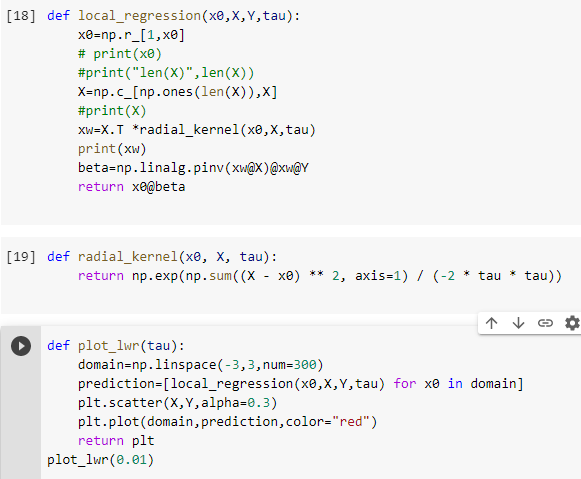 [18] def local_regression(x0,X,Y,tau):
    x0=np.r_[1,x0]
    # print(x0)
    #print("len(X)",len(X))
    X=np.c_[np.ones(len(X)),X]
    #print(X)
    xw=X.T *radial_kernel(x0,X,tau)
    print(xw)
    beta=np.linalg.pinv(xw@X)@xw@Y
    return x0@beta
[19] def radial_kernel(x0, X, tau):
    return np.exp(np.sum((X - x0) ** 2, axis=1) / (-2 * tau * tau))
def plot_lwr(tau):
    domain=np.linspace(-3,3,num=300)
    prediction=[local_regression(x0,X,Y,tau) for x0 in domain]
    plt.scatter(X,Y,alpha=0.3)
    plt.plot(domain,prediction,color="red")
    return plt
plot_lwr(0.01)